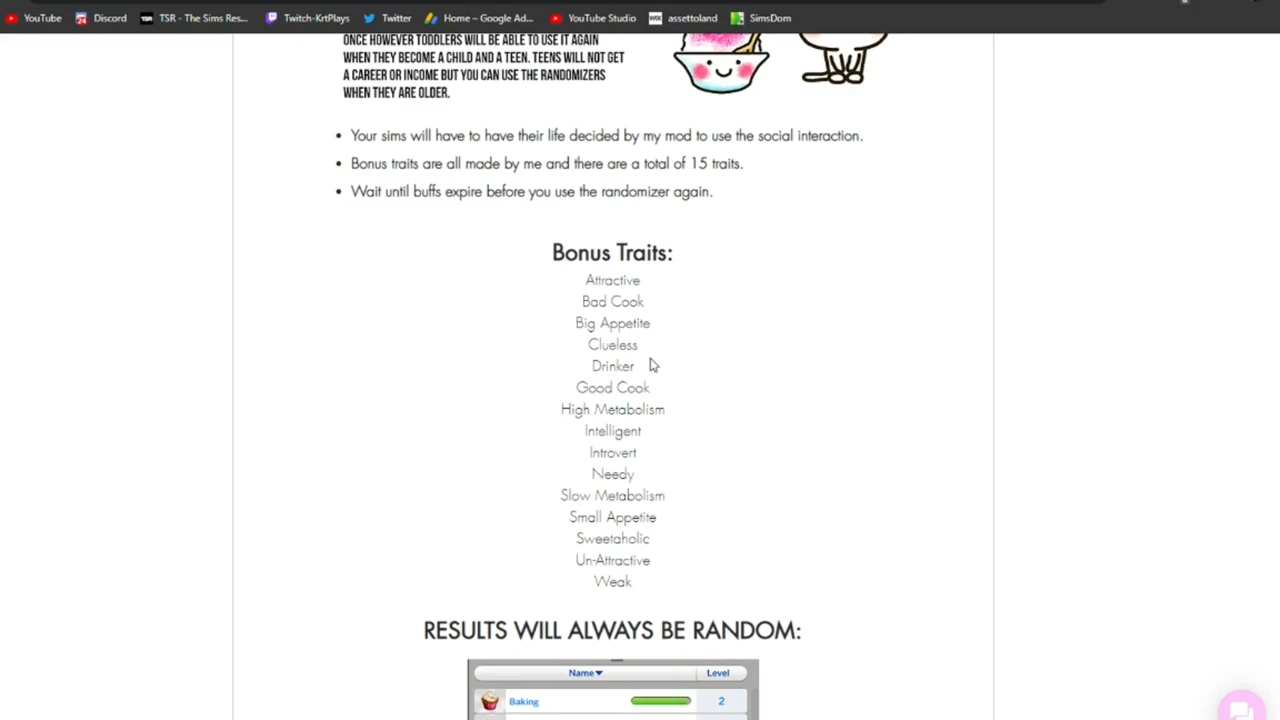 YouTube Discord TSR - The Sims Res... Twitch-KrtPlays Twitter Home – Google Ad... YouTube Studio assettoland SimsDom
ONCE HOWEVER TODDLERS WILL BE ABLE TO USE IT AGAIN
WHEN THEY BECOME A CHILD AND A TEEN. TEENS WILL NOT GET
A CAREER OR INCOME BUT YOU CAN USE THE RANDOMIZERS
WHEN THEY ARE OLDER.
• Your sims will have to have their life decided by my mod to use the social interaction.
• Bonus traits are all made by me and there are a total of 15 traits.
• Wait until buffs expire before you use the randomizer again.
Bonus Traits:
Attractive
Bad Cook
Big Appetite
Clueless
Drinker
Good Cook
High Metabolism
Intelligent
Introvert
Needy
Slow Metabolism
Small Appetite
Sweetaholic
Un-Attractive
Weak
RESULTS WILL ALWAYS BE RANDOM:
Name Level
Baking 2